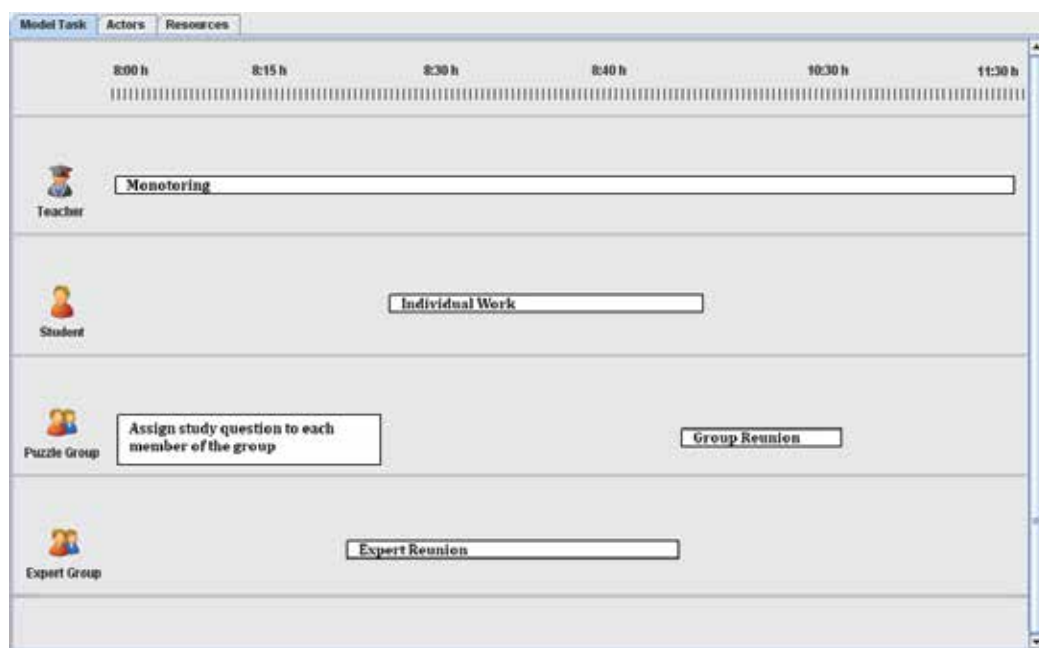 Model Task Actors Resources
8:00 h 8:15 h 8:30 h 8:40 h 10:30 h 11:30 h
Monotoring
Teacher
Individual Work
Student
Assign study question to each
member of the group
Group Reunion
Puzzle Group
Expert Reunion
Expert Group